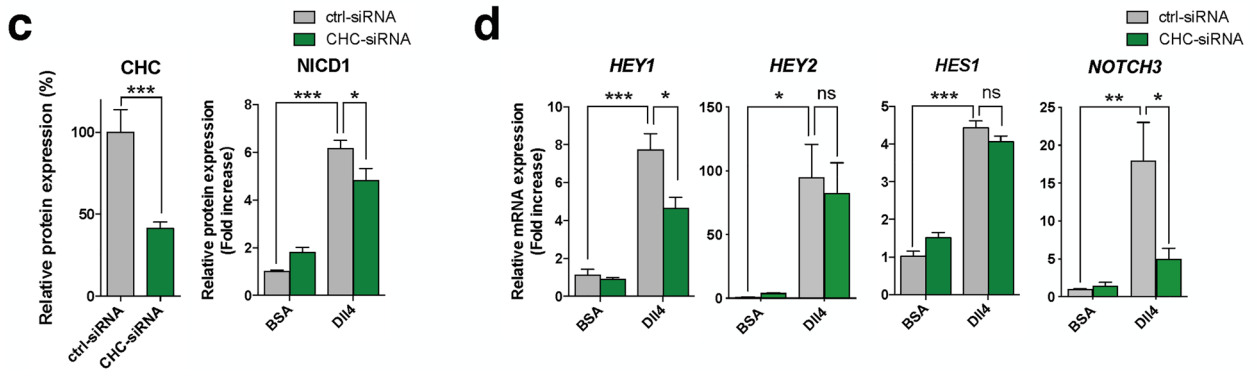 c
ctrl-siRNA
CHC-siRNA
CHC
Relative protein expression (%)
***
100
50
0
ctrl-siRNA
CHC-siRNA
NICD1
Relative protein expression
(Fold increase)
***
*
8
6
4
2
0
BSA
Dll4
d
ctrl-siRNA
CHC-siRNA
HEY1
Relative mRNA expression
(Fold increase)
***
*
10
8
6
4
2
0
BSA
Dll4
HEY2
*
ns
150
100
50
0
BSA
Dll4
HES1
***
ns
5
4
3
2
1
0
BSA
Dll4
NOTCH3
**
*
25
20
15
10
5
0
BSA
Dll4